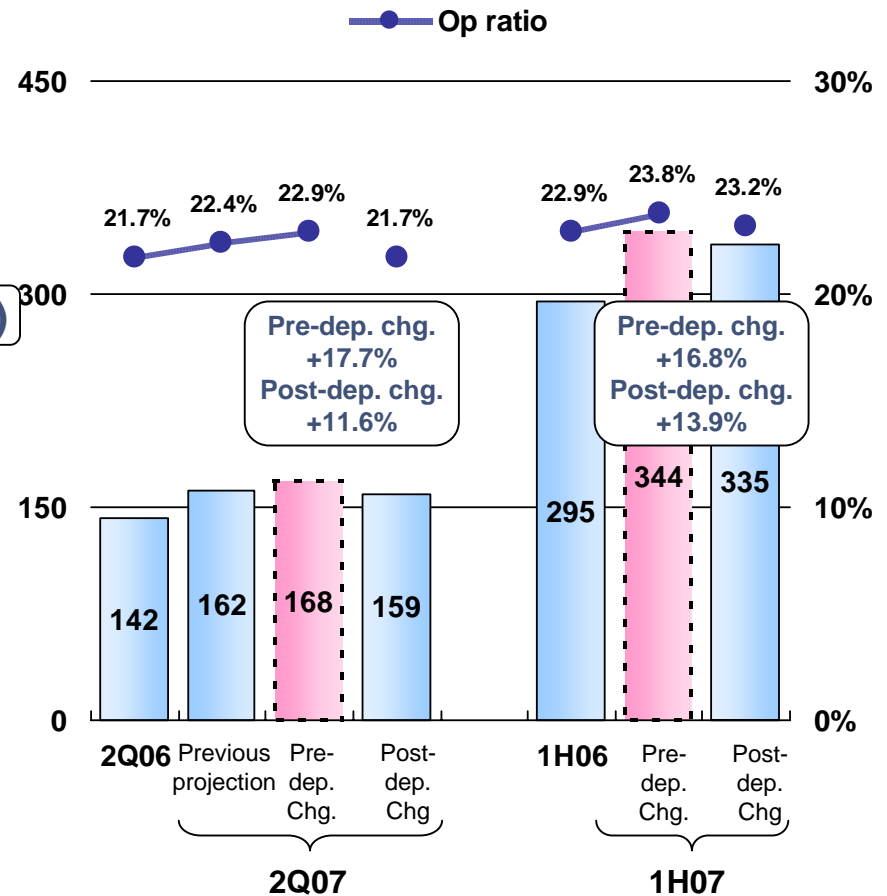 Op ratio
450
30%
21.7%
22.4%
22.9%
21.7%
22.9%
23.8%
23.2%
300
20%
Pre-dep. chg.
+17.7%
Post-dep. chg.
+11.6%
Pre-dep. chg.
+16.8%
Post-dep. chg.
+13.9%
150
10%
142
162
168
159
295
344
335
0
0%
2Q06
Previous
projection
Pre-
dep.
Chg.
Post-
dep.
Chg
1H06
Pre-
dep.
Chg.
Post-
dep.
Chg
2Q07
1H07